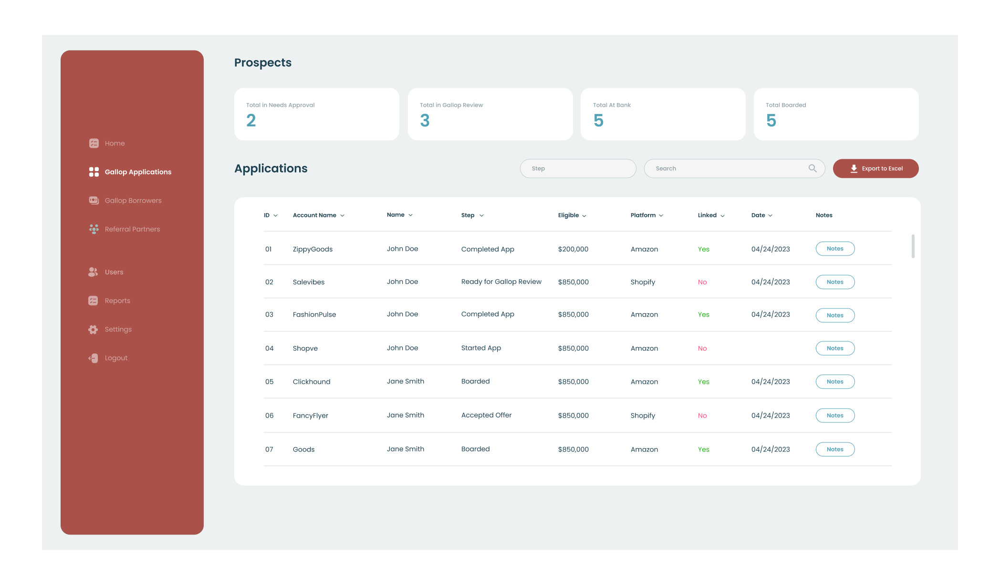 Home
Gallop Applications
Gallop Borrowers
Referral Partners
Users
Reports
Settings
Logout
Prospects
Total in Needs Approval
2
Total in Gallop Review
3
Total At Bank
5
Total Boarded
5
Applications
Step
Search
Export to Excel
ID Account Name Name Step Eligible Platform Linked Date Notes
01 ZippyGoods John Doe Completed App $200,000 Amazon Yes 04/24/2023 Notes
02 Salevibes John Doe Ready for Gallop Review $850,000 Shopify No 04/24/2023 Notes
03 FashionPulse John Doe Completed App $850,000 Amazon Yes 04/24/2023 Notes
04 Shopve John Doe Started App $850,000 Amazon No Notes
05 Clickhound Jane Smith Boarded $850,000 Amazon Yes 04/24/2023 Notes
06 FancyFlyer Jane Smith Accepted Offer $850,000 Shopify No 04/24/2023 Notes
07 Goods Jane Smith Boarded $850,000 Amazon Yes 04/24/2023 Notes